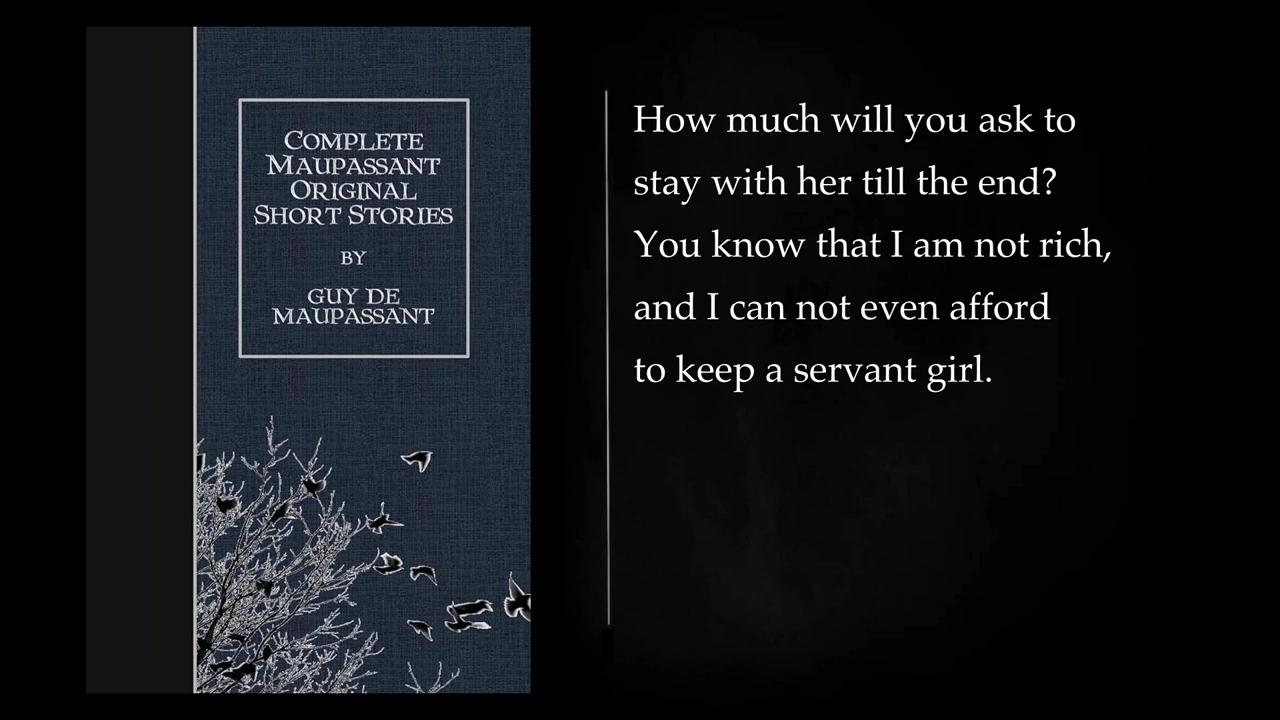 COMPLETE
MAUPASSANT
ORIGINAL
SHORT STORIES
BY
GUY DE
MAUPASSANT
How much will you ask to
stay with her till the end?
You know that I am not rich,
and I can not even afford
to keep a servant girl.